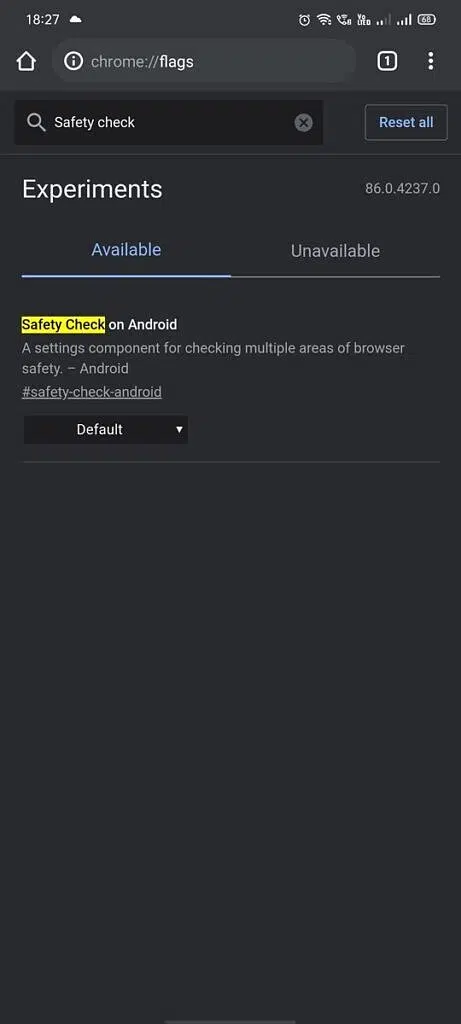 18:27
Vo
LTE
68
chrome://flags
1
Safety check
Reset all
Experiments
86.0.4237.0
Available
Unavailable
Safety Check on Android
A settings component for checking multiple areas of browser
safety. – Android
#safety-check-android
Default